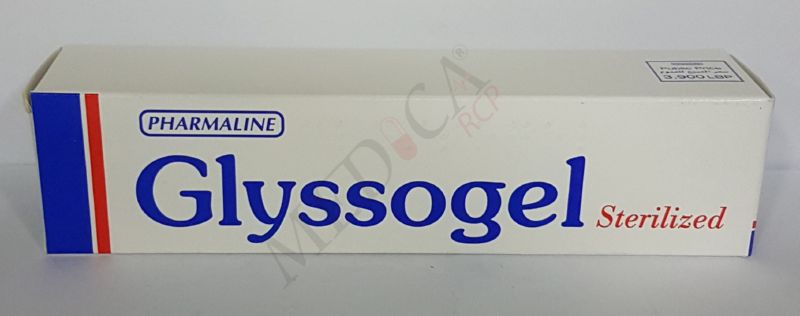 Public Price
3,900 LBP
PHARMALINE
Glyssogel Sterilized
MEDICA®
RCP